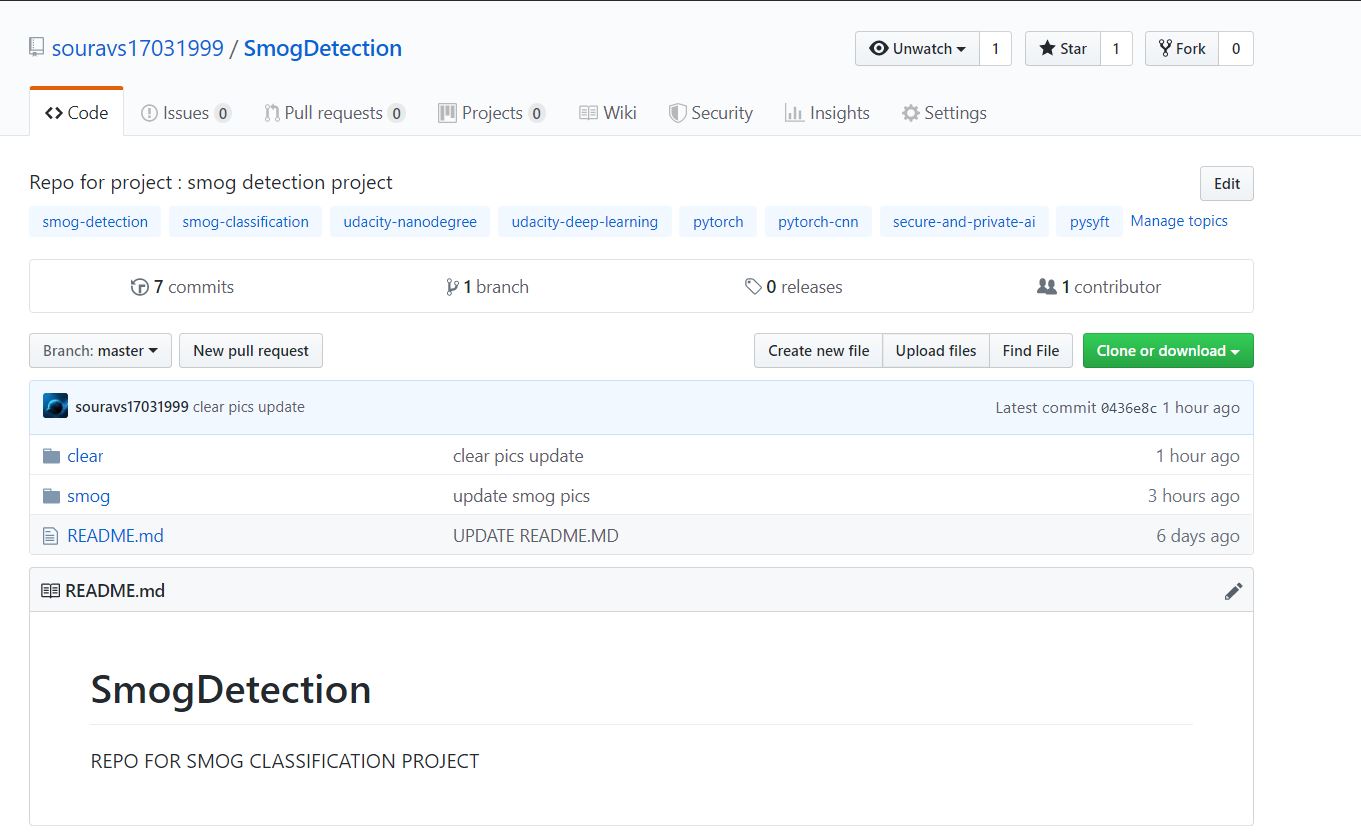 souravs17031999 / SmogDetection
Unwatch 1 Star 1 Fork 0
Code Issues 0 Pull requests 0 Projects 0 Wiki Security Insights Settings
Repo for project : smog detection project
Edit
smog-detection smog-classification udacity-nanodegree udacity-deep-learning pytorch pytorch-cnn secure-and-private-ai pysyft Manage topics
7 commits 1 branch 0 releases 1 contributor
Branch: master New pull request Create new file Upload files Find File Clone or download
souravs17031999 clear pics update Latest commit 0436e8c 1 hour ago
clear clear pics update 1 hour ago
smog update smog pics 3 hours ago
README.md UPDATE README.MD 6 days ago
README.md
SmogDetection
REPO FOR SMOG CLASSIFICATION PROJECT